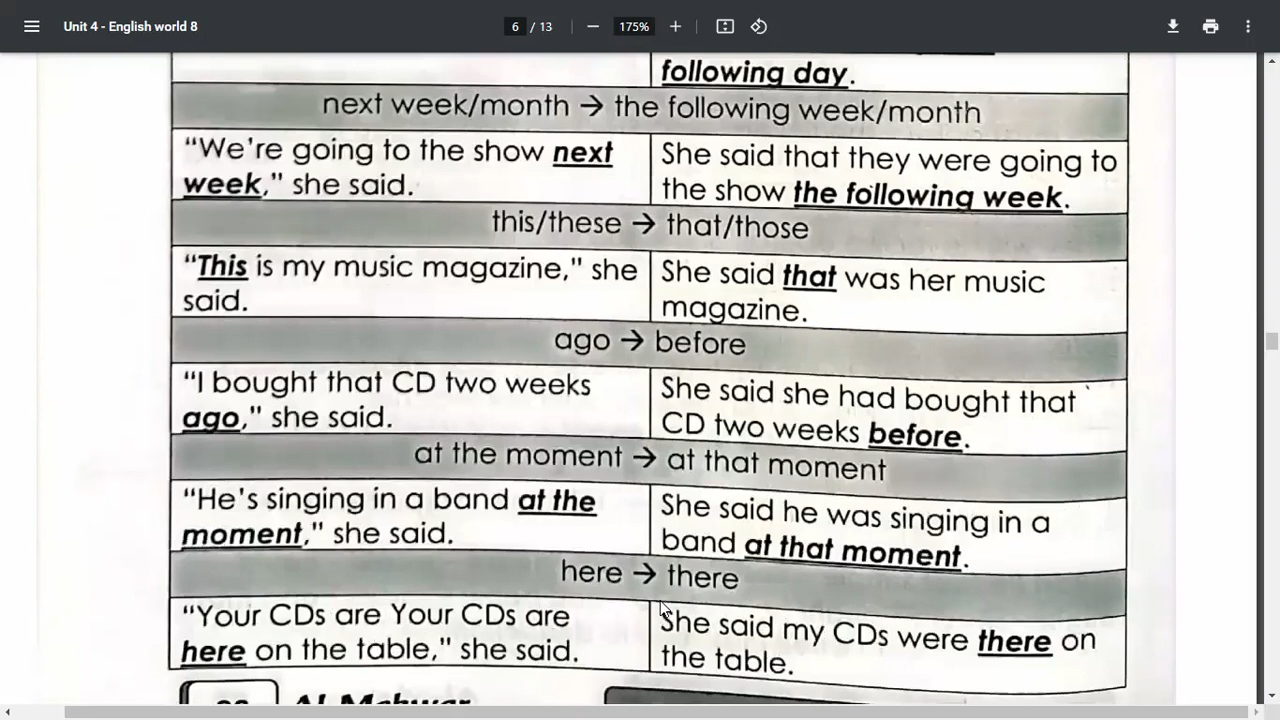 Unit 4 - English world 8
6 / 13
175%
following day.
next week/month → the following week/month
“We’re going to the show next
week,” she said.
She said that they were going to
the show the following week.
this/these → that/those
“This is my music magazine,” she
said.
She said that was her music
magazine.
ago → before
“I bought that CD two weeks
ago,” she said.
She said she had bought that
CD two weeks before.
at the moment → at that moment
“He’s singing in a band at the
moment,” she said.
She said he was singing in a
band at that moment.
here → there
“Your CDs are Your CDs are
here on the table,” she said.
She said my CDs were there on
the table.